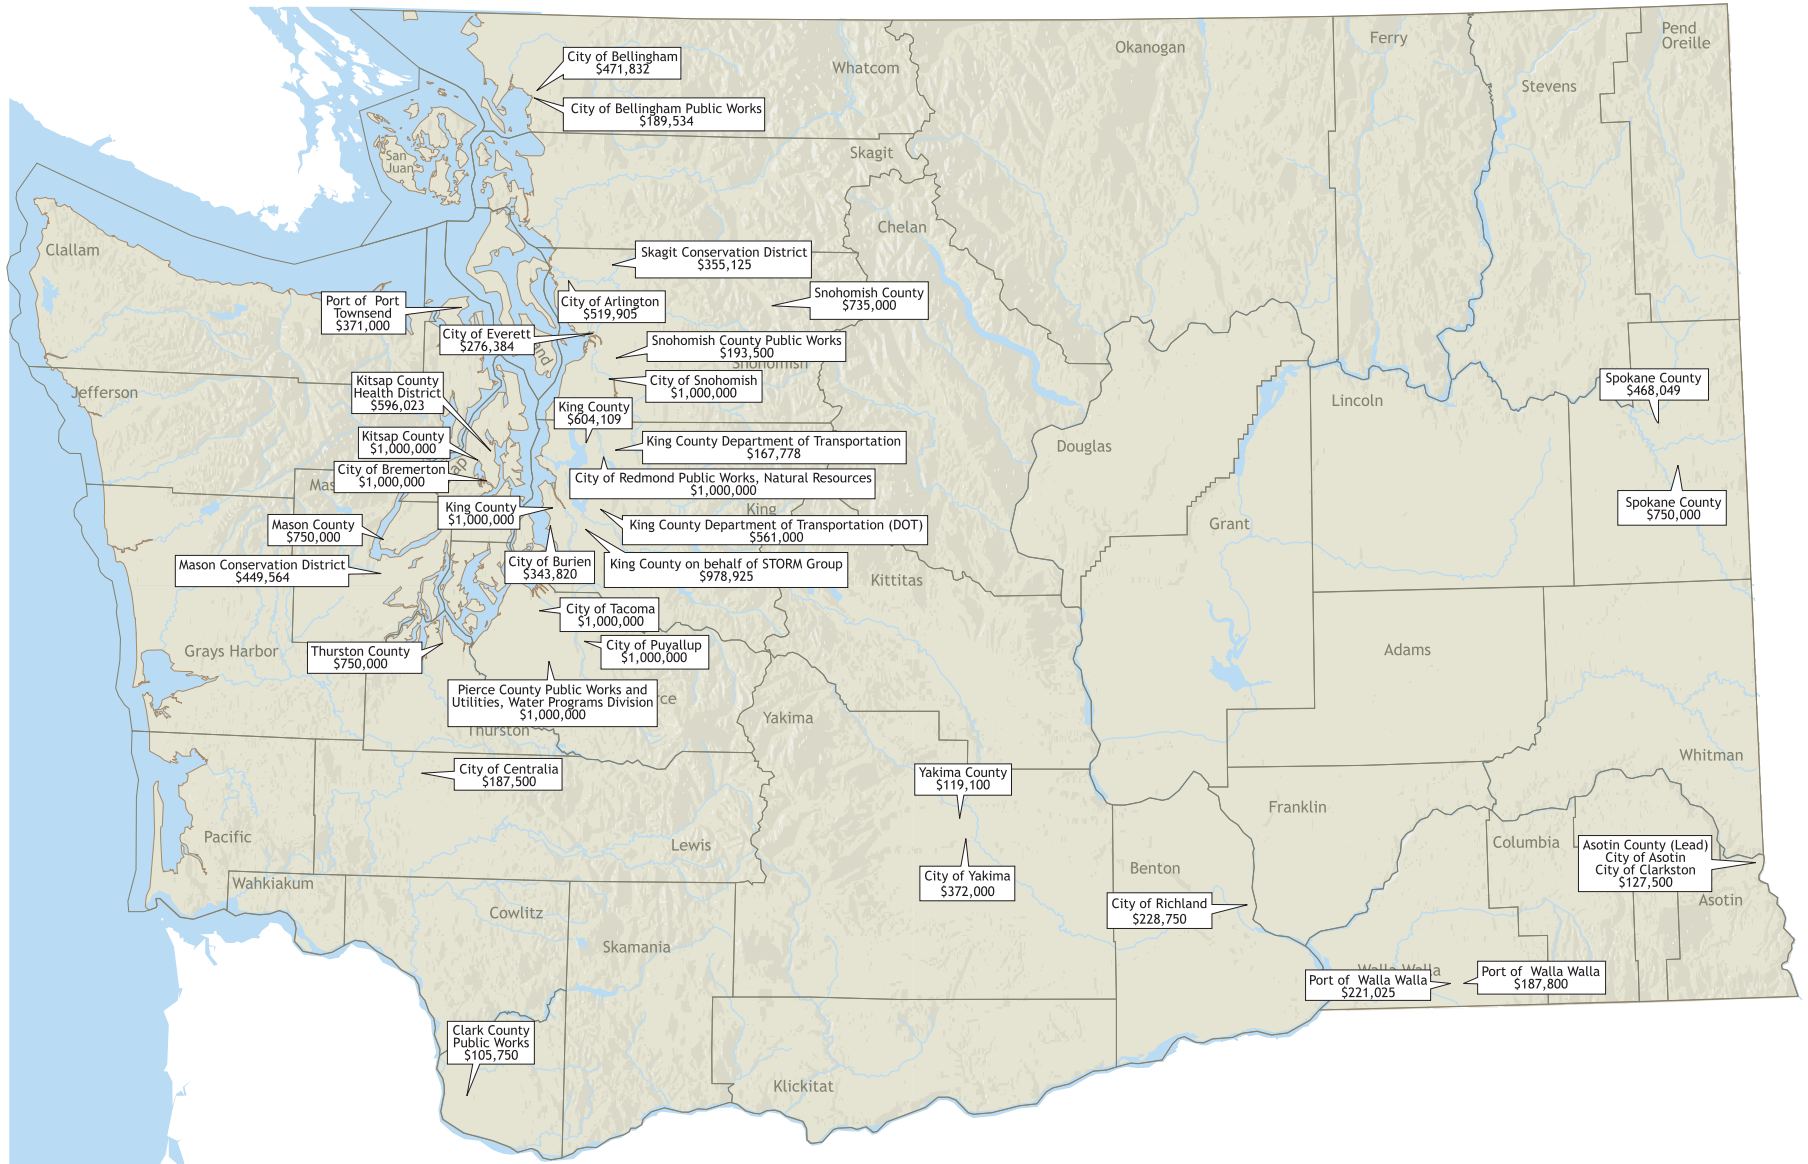 Pend
Oreille
Ferry
Okanogan
Stevens
Whatcom
City of Bellingham
$471,832
City of Bellingham Public Works
$189,534
Skagit
San
Juan
Chelan
Clallam
Skagit Conservation District
$355,125
Snohomish County
$735,000
City of Arlington
$519,905
Port of Port
Townsend
$371,000
City of Everett
$276,384
Snohomish County Public Works
$193,500
Snohomish
City of Snohomish
$1,000,000
Jefferson
Kitsap County
Health District
$596,023
King County
$604,109
Spokane County
$468,049
Lincoln
Douglas
Kitsap County
$1,000,000
King County Department of Transportation
$167,778
City of Bremerton
$1,000,000
City of Redmond Public Works, Natural Resources
$1,000,000
King County
$1,000,000
King
Spokane County
$750,000
Grant
Mason County
$750,000
King County Department of Transportation (DOT)
$561,000
Mason Conservation District
$449,564
City of Burien
$343,820
King County on behalf of STORM Group
$978,925
Kittitas
City of Tacoma
$1,000,000
Grays Harbor
Thurston County
$750,000
City of Puyallup
$1,000,000
Adams
Pierce County Public Works and
Utilities, Water Programs Division
$1,000,000
Yakima
Thurston
Whitman
City of Centralia
$187,500
Yakima County
$119,100
Franklin
Pacific
Lewis
Columbia
Asotin County (Lead)
City of Asotin
City of Clarkston
$127,500
Benton
Wahkiakum
City of Yakima
$372,000
Asotin
Cowlitz
City of Richland
$228,750
Skamania
Walla Walla
Port of Walla Walla
$221,025
Port of Walla Walla
$187,800
Clark County
Public Works
$105,750
Klickitat